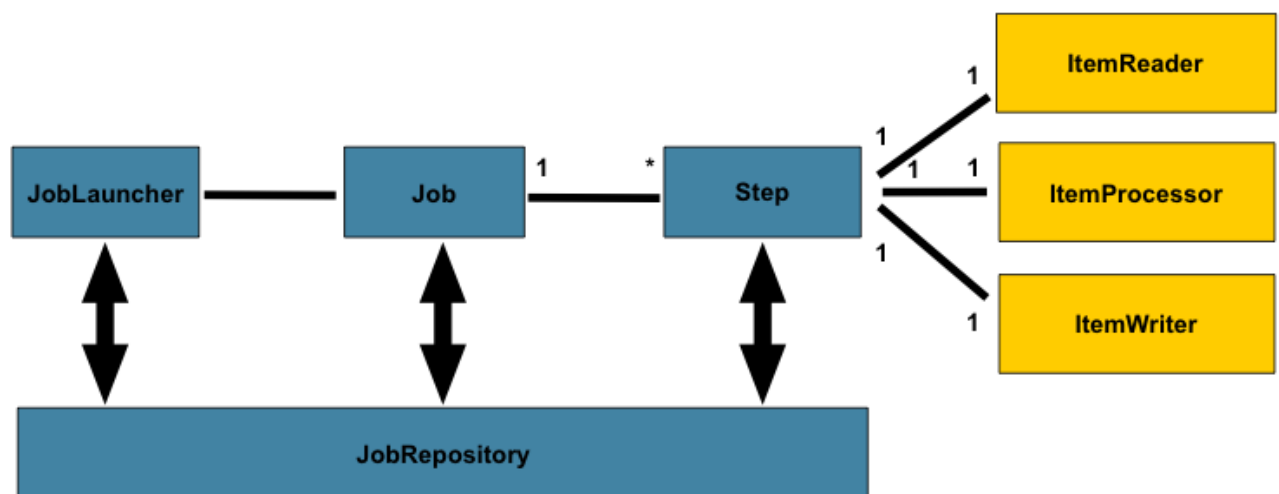 ItemReader
1
1
JobLauncher
Job
1
*
Step
1
1
ItemProcessor
1
1
ItemWriter
JobRepository